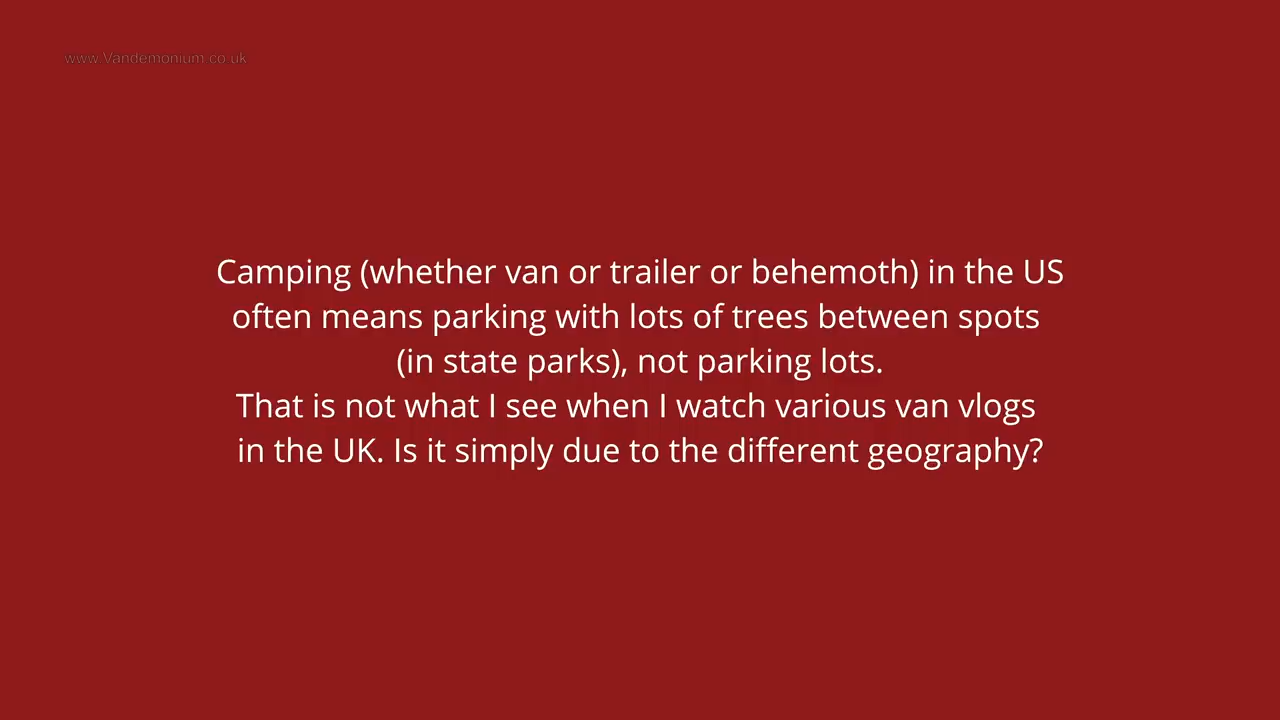 www.Vandemonium.co.uk
Camping (whether van or trailer or behemoth) in the US
often means parking with lots of trees between spots
(in state parks), not parking lots.
That is not what I see when I watch various van vlogs
in the UK. Is it simply due to the different geography?